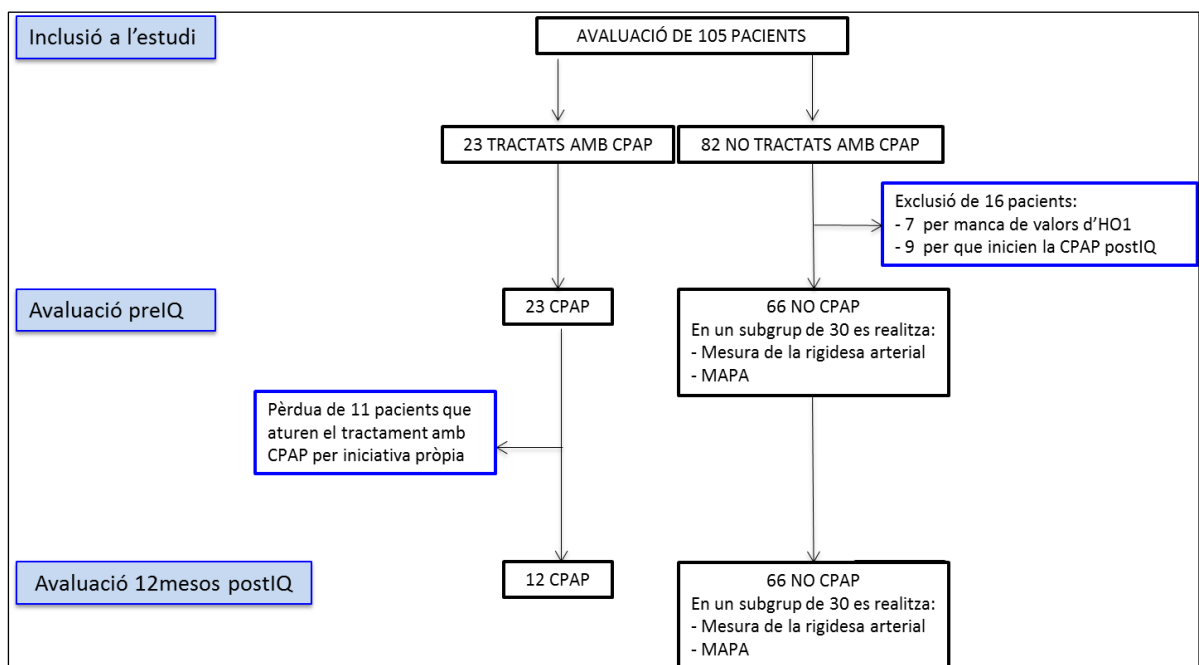 Inclusió a l'estudi
AVALUACIÓ DE 105 PACIENTS
23 TRACTATS AMB CPAP
82 NO TRACTATS AMB CPAP
Exclusió de 16 pacients:
- 7 per manca de valors d'HO1
- 9 per que inicien la CPAP postIQ
Avaluació preIQ
23 CPAP
66 NO CPAP
En un subgrup de 30 es realitza:
- Mesura de la rigidesa arterial
- MAPA
Pèrdua de 11 pacients que
aturen el tractament amb
CPAP per iniciativa pròpia
Avaluació 12mesos postIQ
12 CPAP
66 NO CPAP
En un subgrup de 30 es realitza:
- Mesura de la rigidesa arterial
- MAPA